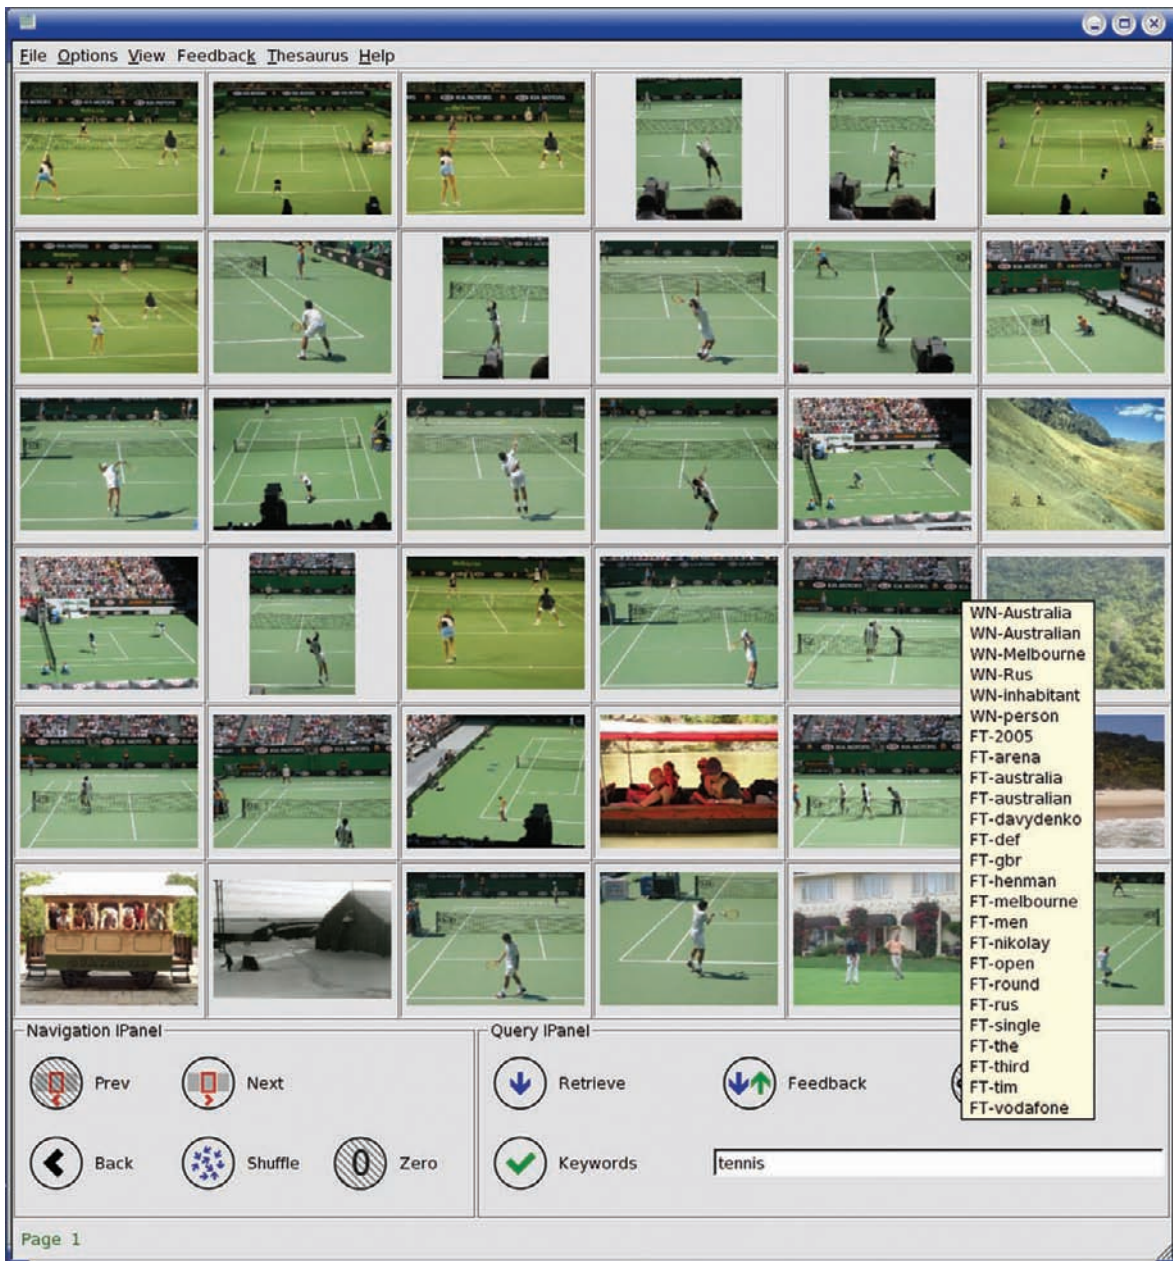 File Options View Feedback Thesaurus Help
WN-Australia
WN-Australian
WN-Melbourne
WN-Rus
WN-inhabitant
WN-person
FT-2005
FT-arena
FT-australia
FT-australian
FT-davydenko
FT-def
FT-gbr
FT-henman
FT-melbourne
FT-men
FT-nikolay
FT-open
FT-round
FT-rus
FT-single
FT-the
FT-third
FT-tim
FT-vodafone
Navigation IPanel
Prev Next
Back Shuffle 0 Zero
Query IPanel
Retrieve Feedback
Keywords tennis
Page 1